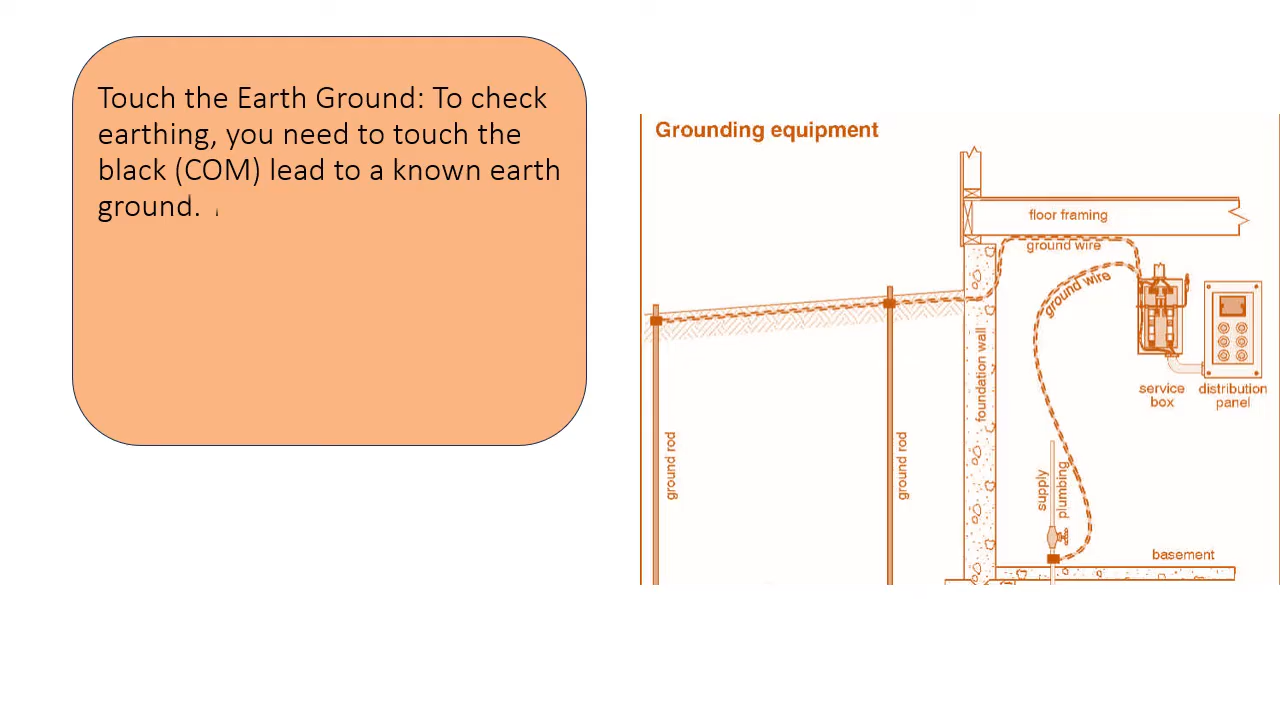 Touch the Earth Ground: To check
earthing, you need to touch the
black (COM) lead to a known earth
ground.
Grounding equipment
floor framing
ground wire
ground wire
foundation wall
service
box
distribution
panel
ground rod
ground rod
supply
plumbing
basement